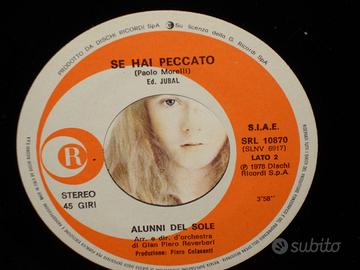 PRODOTTO DA DISCHI RICORDI SpA
Su licenza della G. Ricordi SpA
SE HAI PECCATO
(Paolo Morelli)
Ed. JUBAL
S.I.A.E.
SRL 10870
(SLNV 6917)
LATO 2
℗ 1978 Dischi
Ricordi S.p.A.
3'58"
R
STEREO
45 GIRI
ALUNNI DEL SOLE
Arr. e dir. d'orchestra
di Gian Piero Reverberi
Produzione: Piero Colasanti
subito